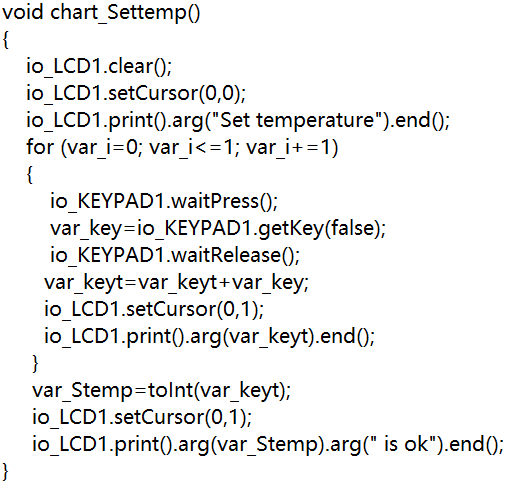 void chart_Settemp()
{
io_LCD1.clear();
io_LCD1.setCursor(0,0);
io_LCD1.print().arg("Set temperature").end();
for (var_i=0; var_i<=1; var_i+=1)
{
io_KEYPAD1.waitPress();
var_key=io_KEYPAD1.getKey(false);
io_KEYPAD1.waitRelease();
var_keyt=var_keyt+var_key;
io_LCD1.setCursor(0,1);
io_LCD1.print().arg(var_keyt).end();
}
var_Stemp=toInt(var_keyt);
io_LCD1.setCursor(0,1);
io_LCD1.print().arg(var_Stemp).arg(" is ok").end();
}